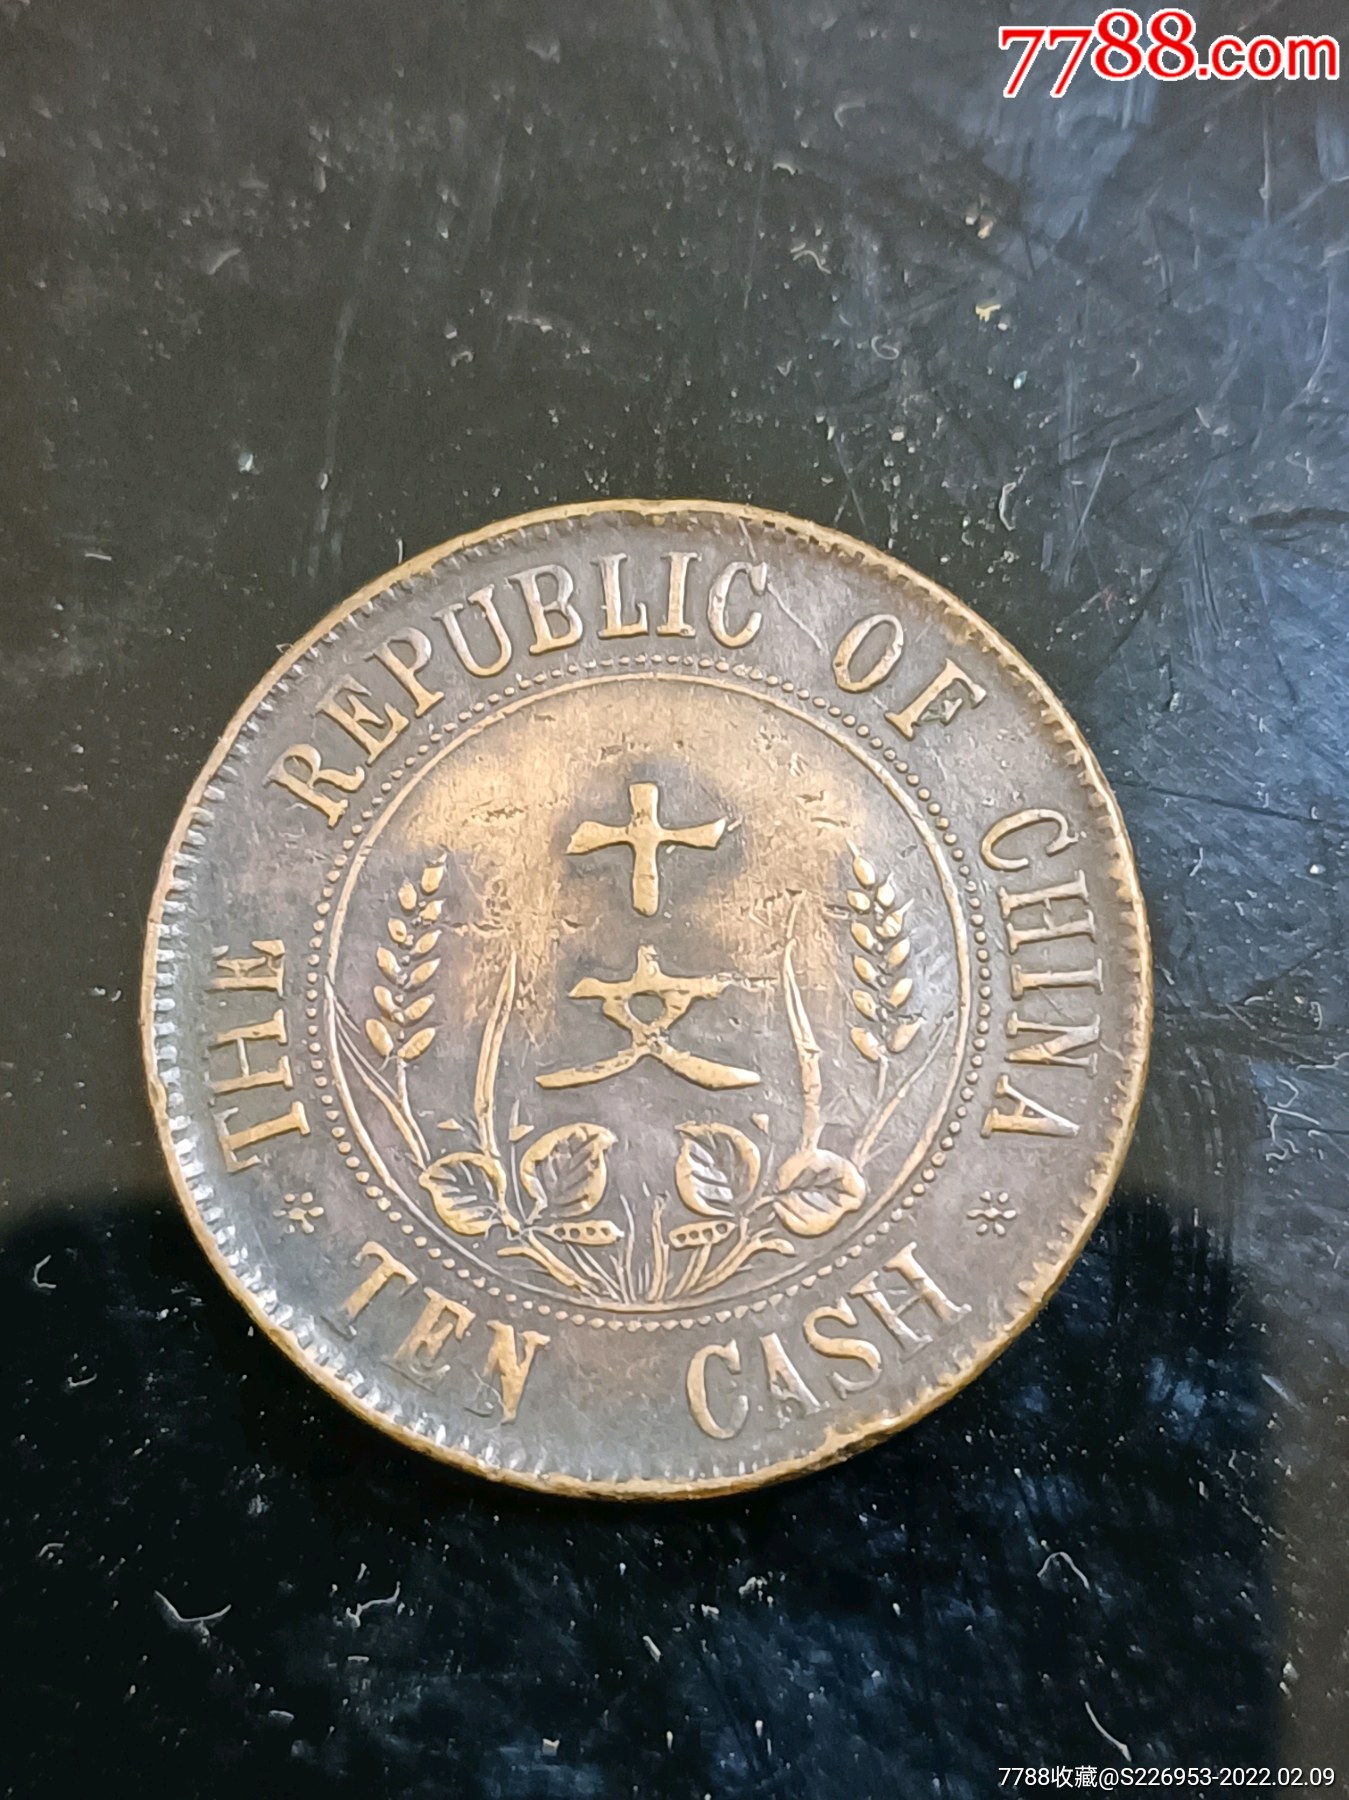 7788.com
THE REPUBLIC OF CHINA
十
文
TEN CASH
7788收藏@S226953-2022.02.09